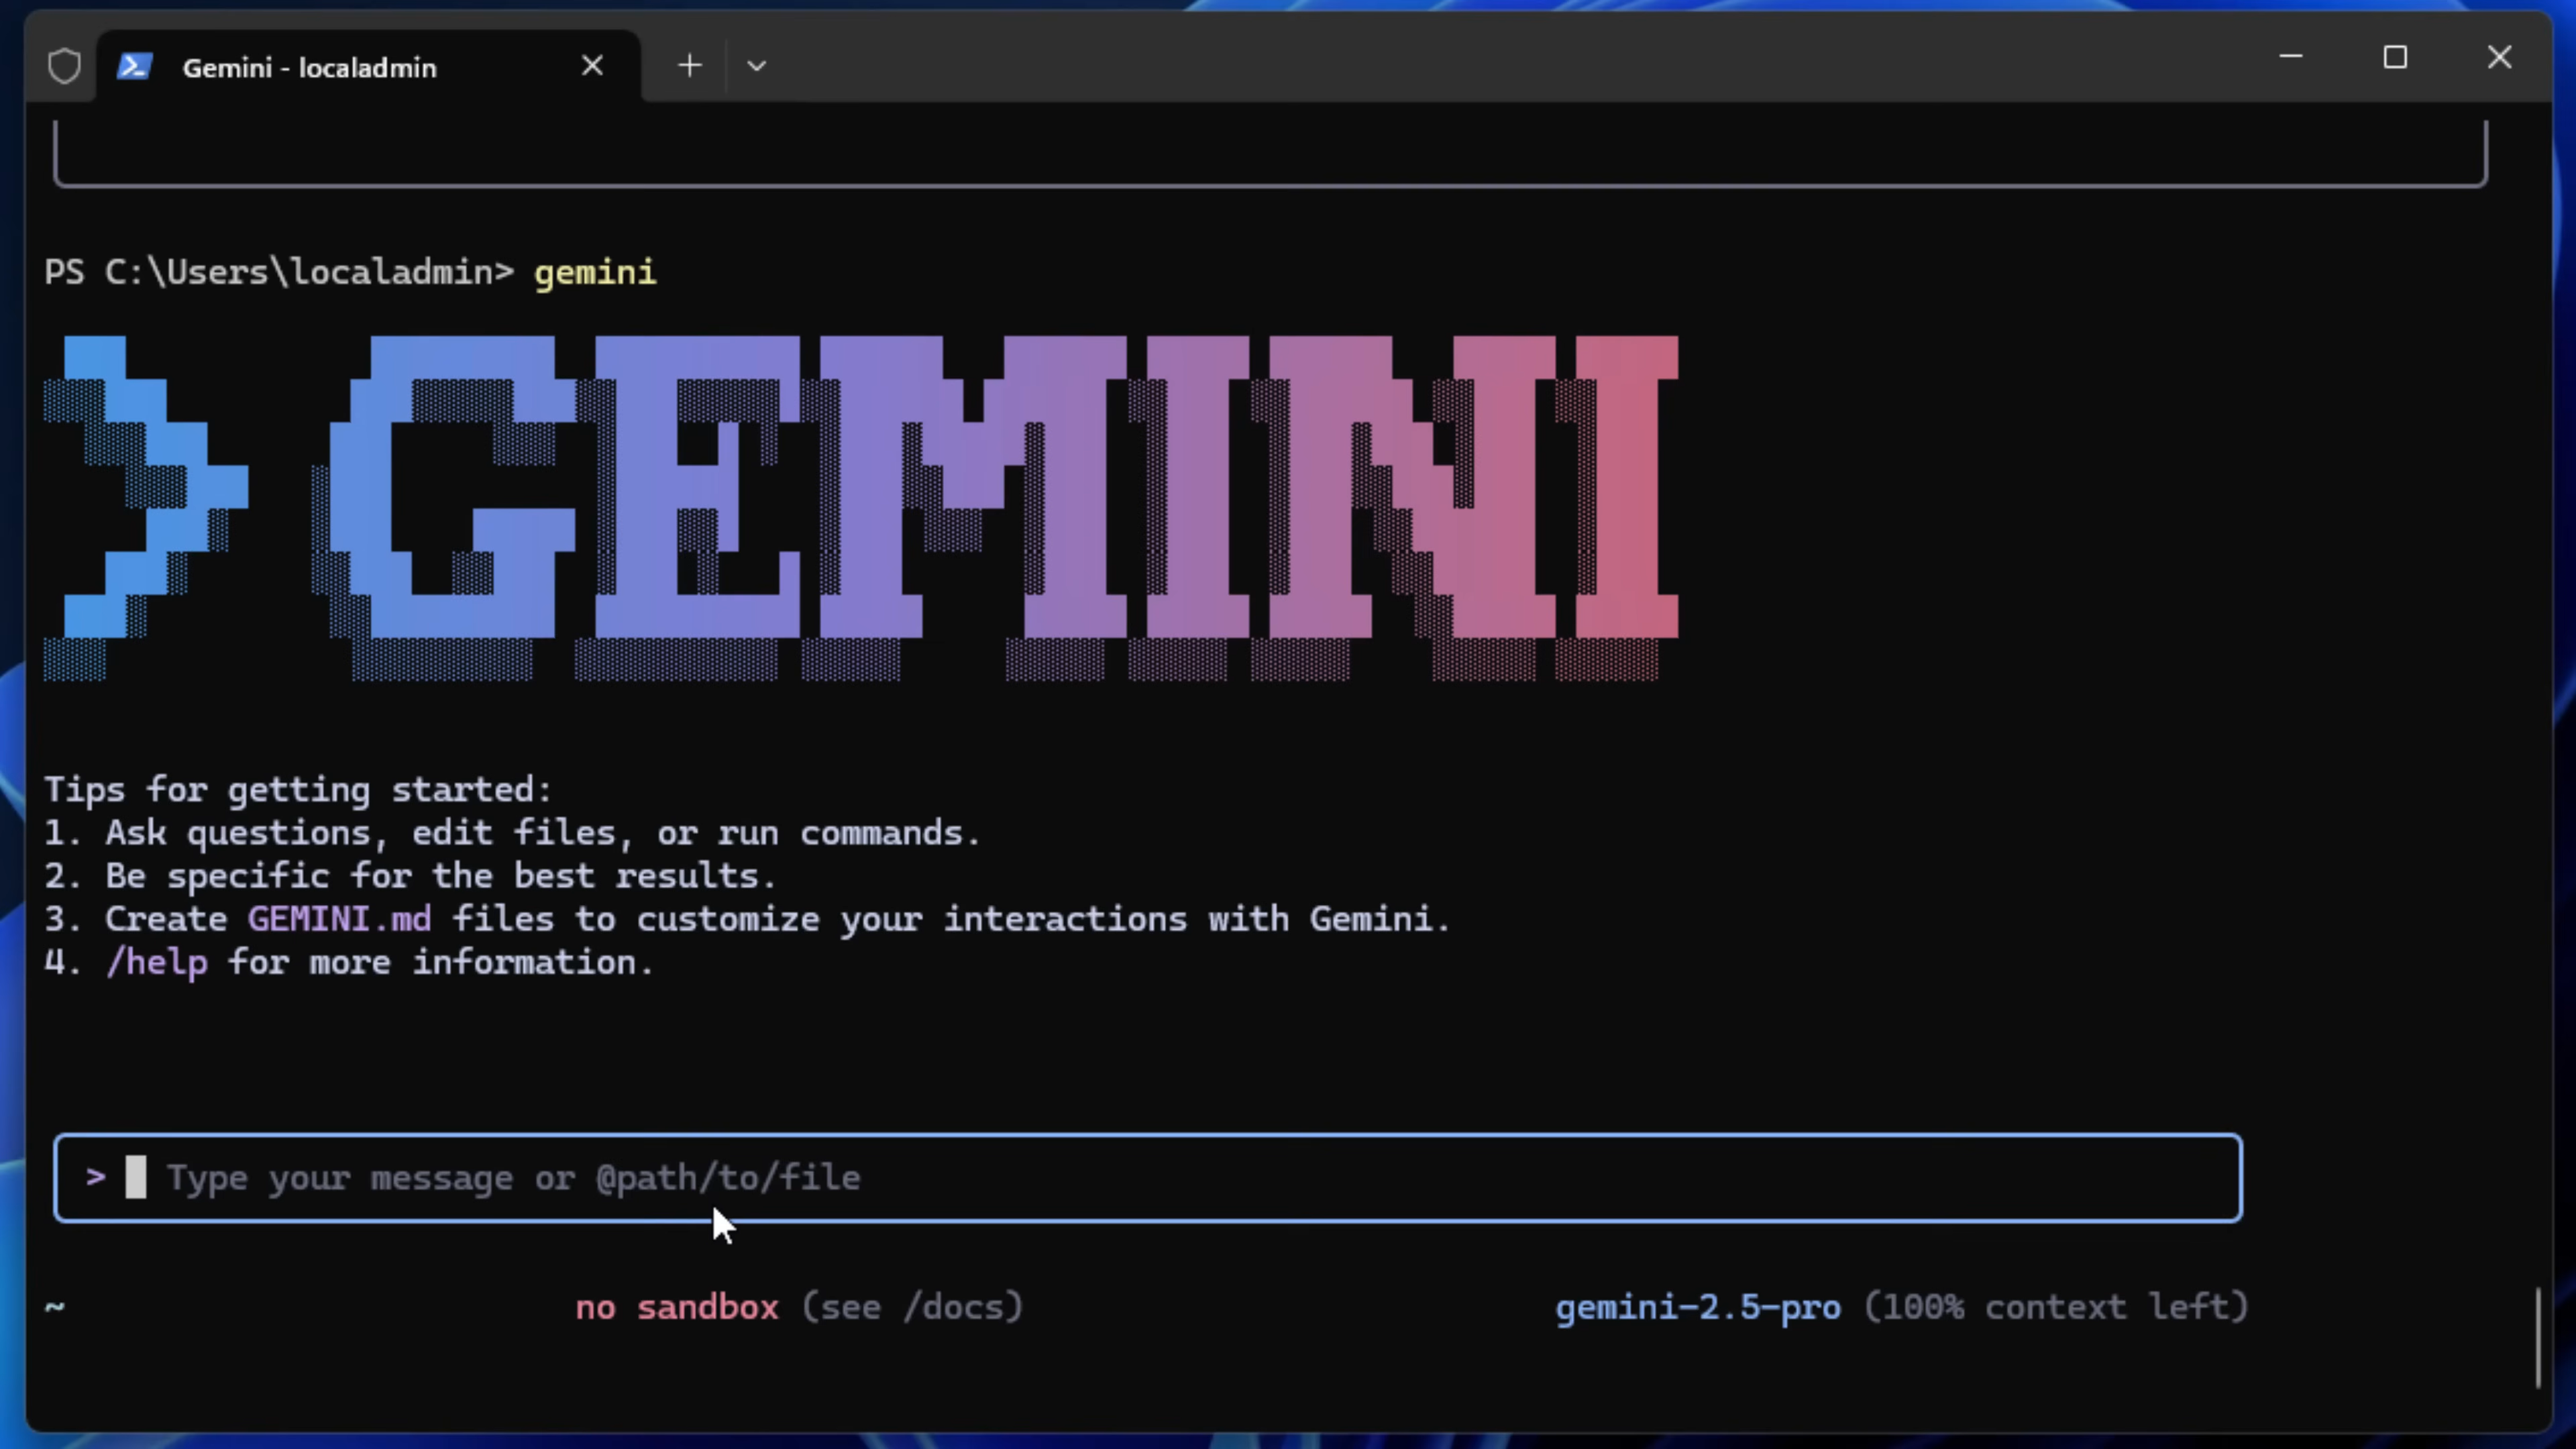 Gemini - localadmin
PS C:\Users\localadmin> gemini
> GEMINI
Tips for getting started:
1. Ask questions, edit files, or run commands.
2. Be specific for the best results.
3. Create GEMINI.md files to customize your interactions with Gemini.
4. /help for more information.
> Type your message or @path/to/file
~ no sandbox (see /docs) gemini-2.5-pro (100% context left)